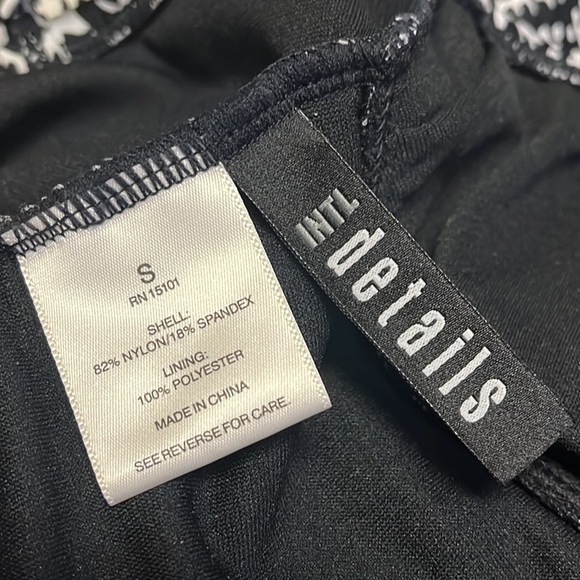 S
RN 15101
SHELL:
82% NYLON/18% SPANDEX
LINING:
100% POLYESTER
MADE IN CHINA
SEE REVERSE FOR CARE.
INTL
details